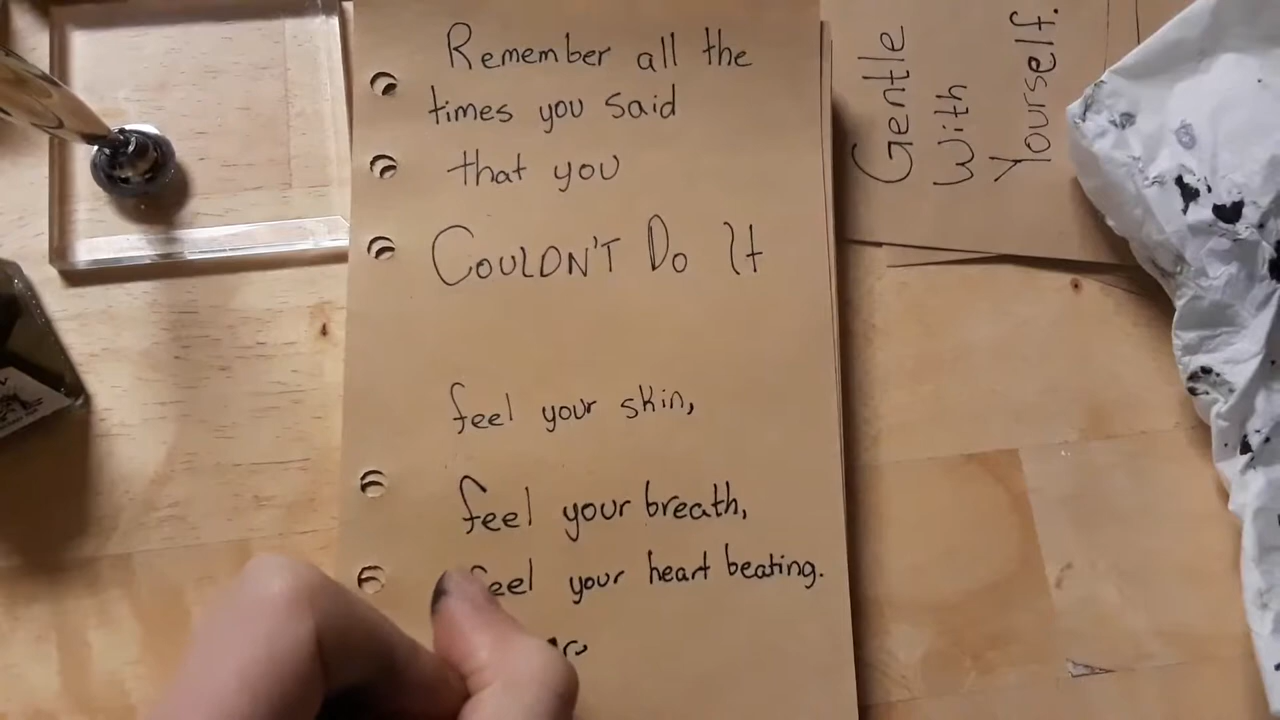 Remember all the
times you said
that you
COULDN'T Do It
feel your skin,
feel your breath,
feel your heart beating.
Gentle
With
Yourself.